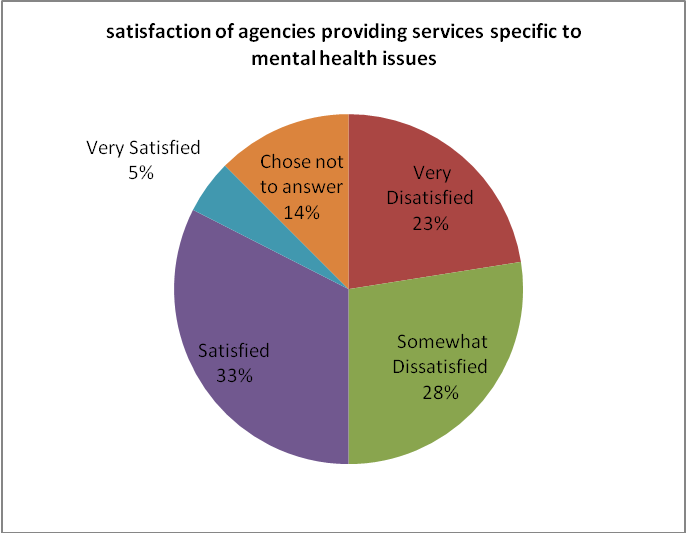 satisfaction of agencies providing services specific to
mental health issues
Very Satisfied
5%
Chose not
to answer
14%
Very
Disatisfied
23%
Somewhat
Dissatisfied
28%
Satisfied
33%